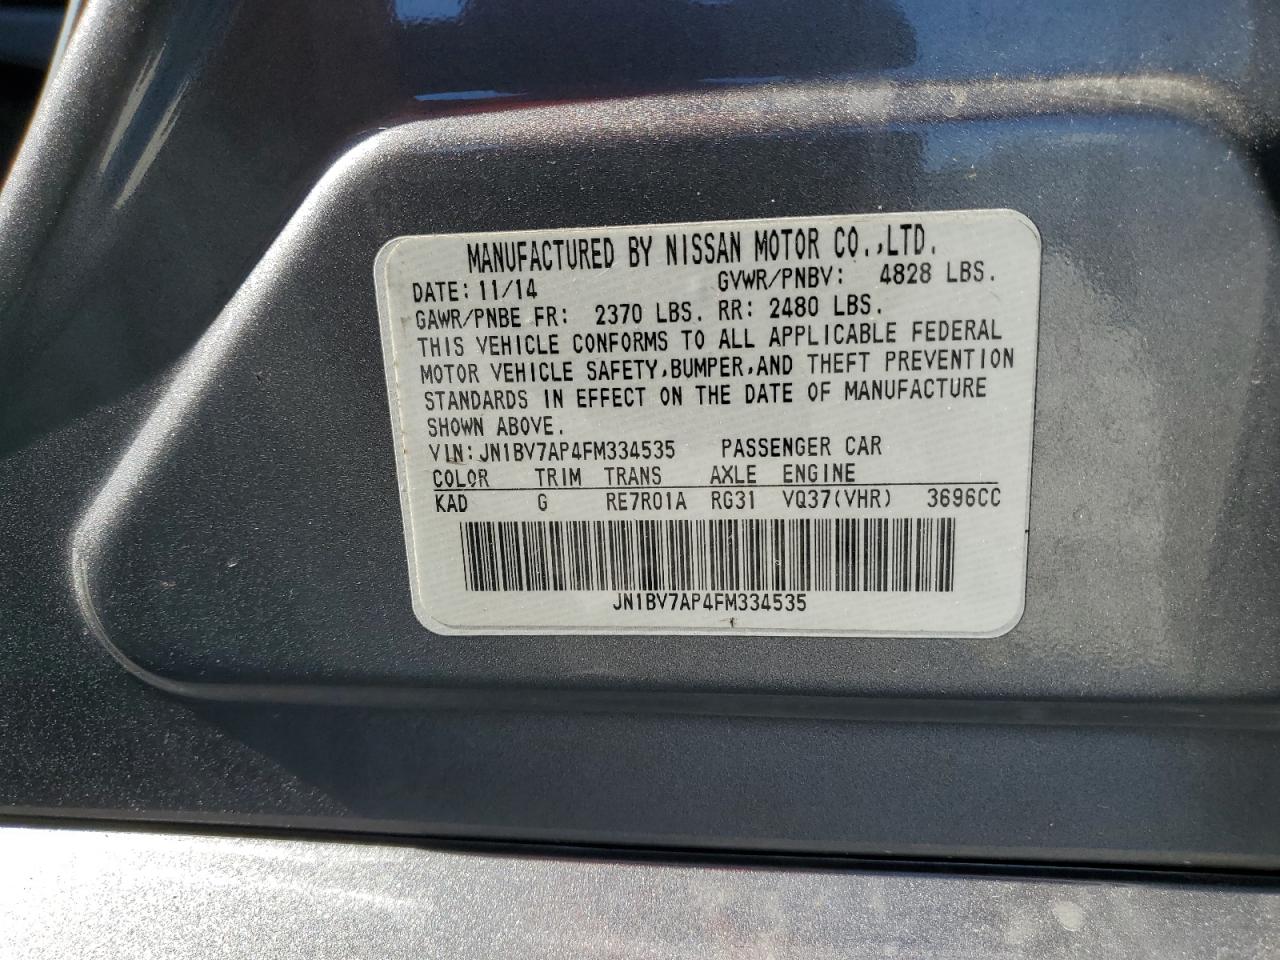 MANUFACTURED BY NISSAN MOTOR CO.,LTD.
DATE: 11/14 GVWR/PNBV: 4828 LBS.
GAWR/PNBE FR: 2370 LBS. RR: 2480 LBS.
THIS VEHICLE CONFORMS TO ALL APPLICABLE FEDERAL
MOTOR VEHICLE SAFETY,BUMPER,AND THEFT PREVENTION
STANDARDS IN EFFECT ON THE DATE OF MANUFACTURE
SHOWN ABOVE.
VIN: JN1BV7AP4FM334535 PASSENGER CAR
COLOR TRIM TRANS AXLE ENGINE
KAD G RE7R01A RG31 VQ37(VHR) 3696CC
JN1BV7AP4FM334535